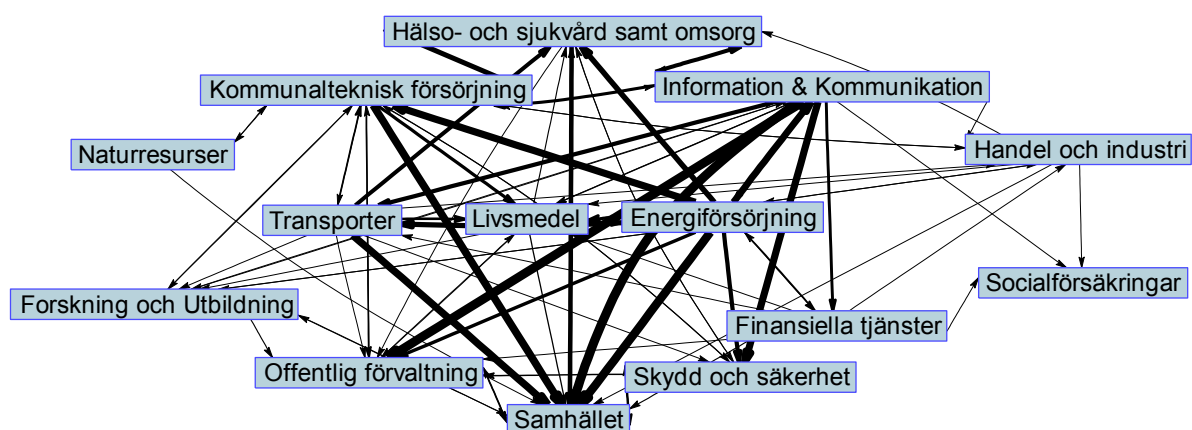 Hälso- och sjukvård samt omsorg
Kommunalteknisk försörjning
Information & Kommunikation
Naturresurser
Handel och industri
Transporter
Livsmedel
Energiförsörjning
Forskning och Utbildning
Socialförsäkringar
Finansiella tjänster
Offentlig förvaltning
Skydd och säkerhet
Samhället